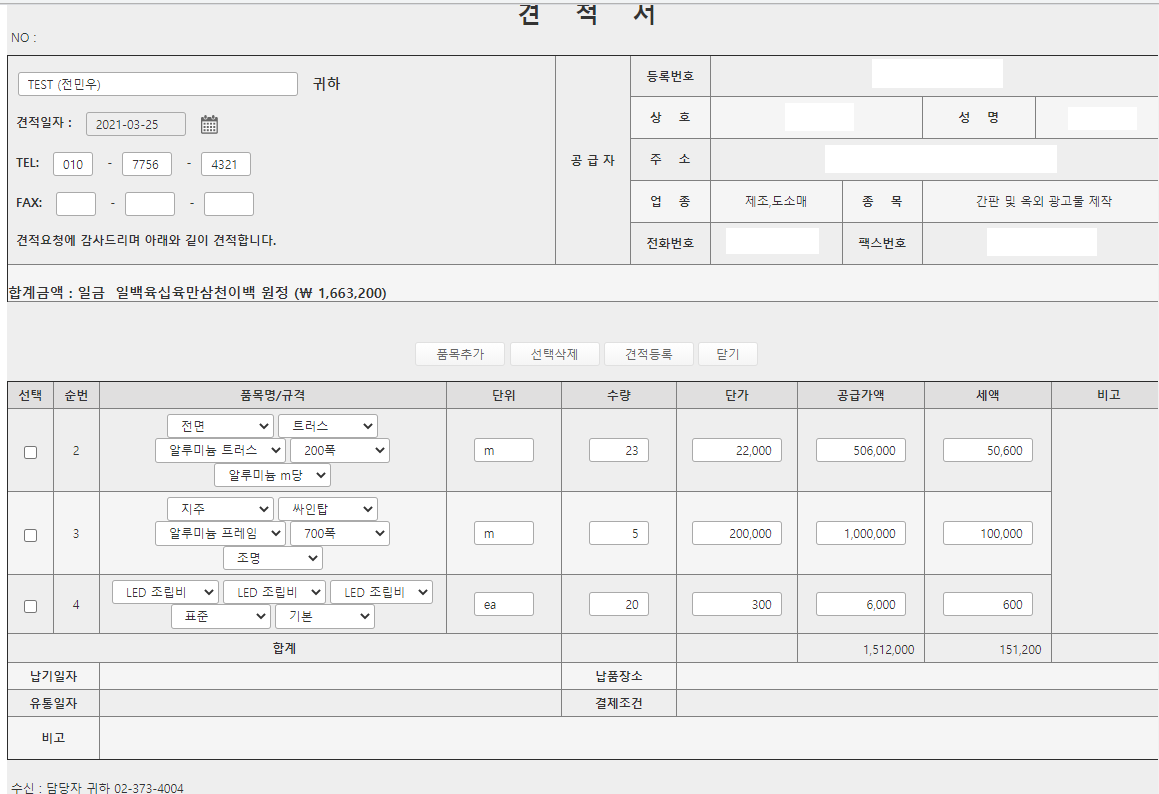 견 적 서
NO :
TEST (전민우) 귀하
견적일자 : 2021-03-25
TEL: 010 - 7756 - 4321
FAX: - -
견적요청에 감사드리며 아래와 같이 견적합니다.
공 급 자
등록번호
상 호 성 명
주 소
업 종 제조,도소매 종 목 간판 및 옥외 광고물 제작
전화번호 팩스번호
합계금액 : 일금 일백육십육만삼천이백 원정 (₩ 1,663,200)
품목추가 선택삭제 견적등록 닫기
선택 순번 품목명/규격 단위 수량 단가 공급가액 세액 비고
전면 트러스
2 알루미늄 트러스 200폭 m 23 22,000 506,000 50,600
알루미늄 m당
지주 싸인탑
3 알루미늄 프레임 700폭 m 5 200,000 1,000,000 100,000
조명
LED 조립비 LED 조립비 LED 조립비
4 ea 20 300 6,000 600
표준 기본
합계 1,512,000 151,200
납기일자 납품장소
유통일자 결제조건
비고
수신 : 담당자 귀하 02-373-4004